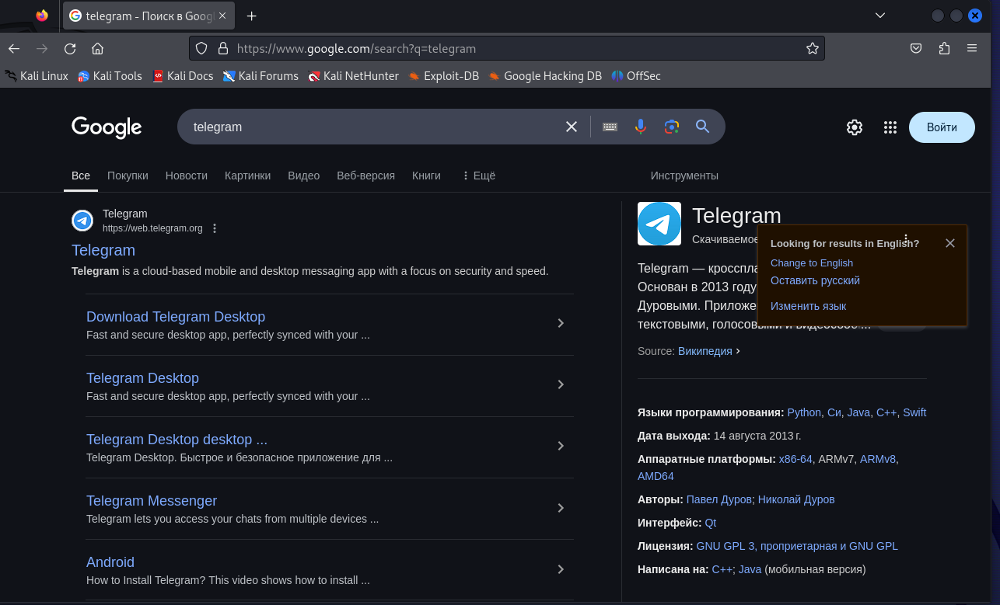 telegram - Поиск в Goog
https://www.google.com/search?q=telegram
Kali Linux Kali Tools Kali Docs Kali Forums Kali NetHunter Exploit-DB Google Hacking DB OffSec
Google telegram Войти
Все Покупки Новости Картинки Видео Веб-версия Книги Ещё Инструменты
Telegram
https://web.telegram.org
Telegram
Telegram is a cloud-based mobile and desktop messaging app with a focus on security and speed.
Download Telegram Desktop
Fast and secure desktop app, perfectly synced with your ...
Telegram Desktop
Fast and secure desktop app, perfectly synced with your ...
Telegram Desktop desktop ...
Telegram Desktop. Быстрое и безопасное приложение для ...
Telegram Messenger
Telegram lets you access your chats from multiple devices ...
Android
How to Install Telegram? This video shows how to install ...
Telegram
Скачиваемое
Telegram — кросспла
Основан в 2013 году
Дуровыми. Приложе
текстовыми, голосовыми и
Looking for results in English?
Change to English
Оставить русский
Изменить язык
Source: Википедия
Языки программирования: Python, Си, Java, C++, Swift
Дата выхода: 14 августа 2013 г.
Аппаратные платформы: x86-64, ARMv7, ARMv8,
AMD64
Авторы: Павел Дуров; Николай Дуров
Интерфейс: Qt
Лицензия: GNU GPL 3, проприетарная и GNU GPL
Написана на: C++; Java (мобильная версия)